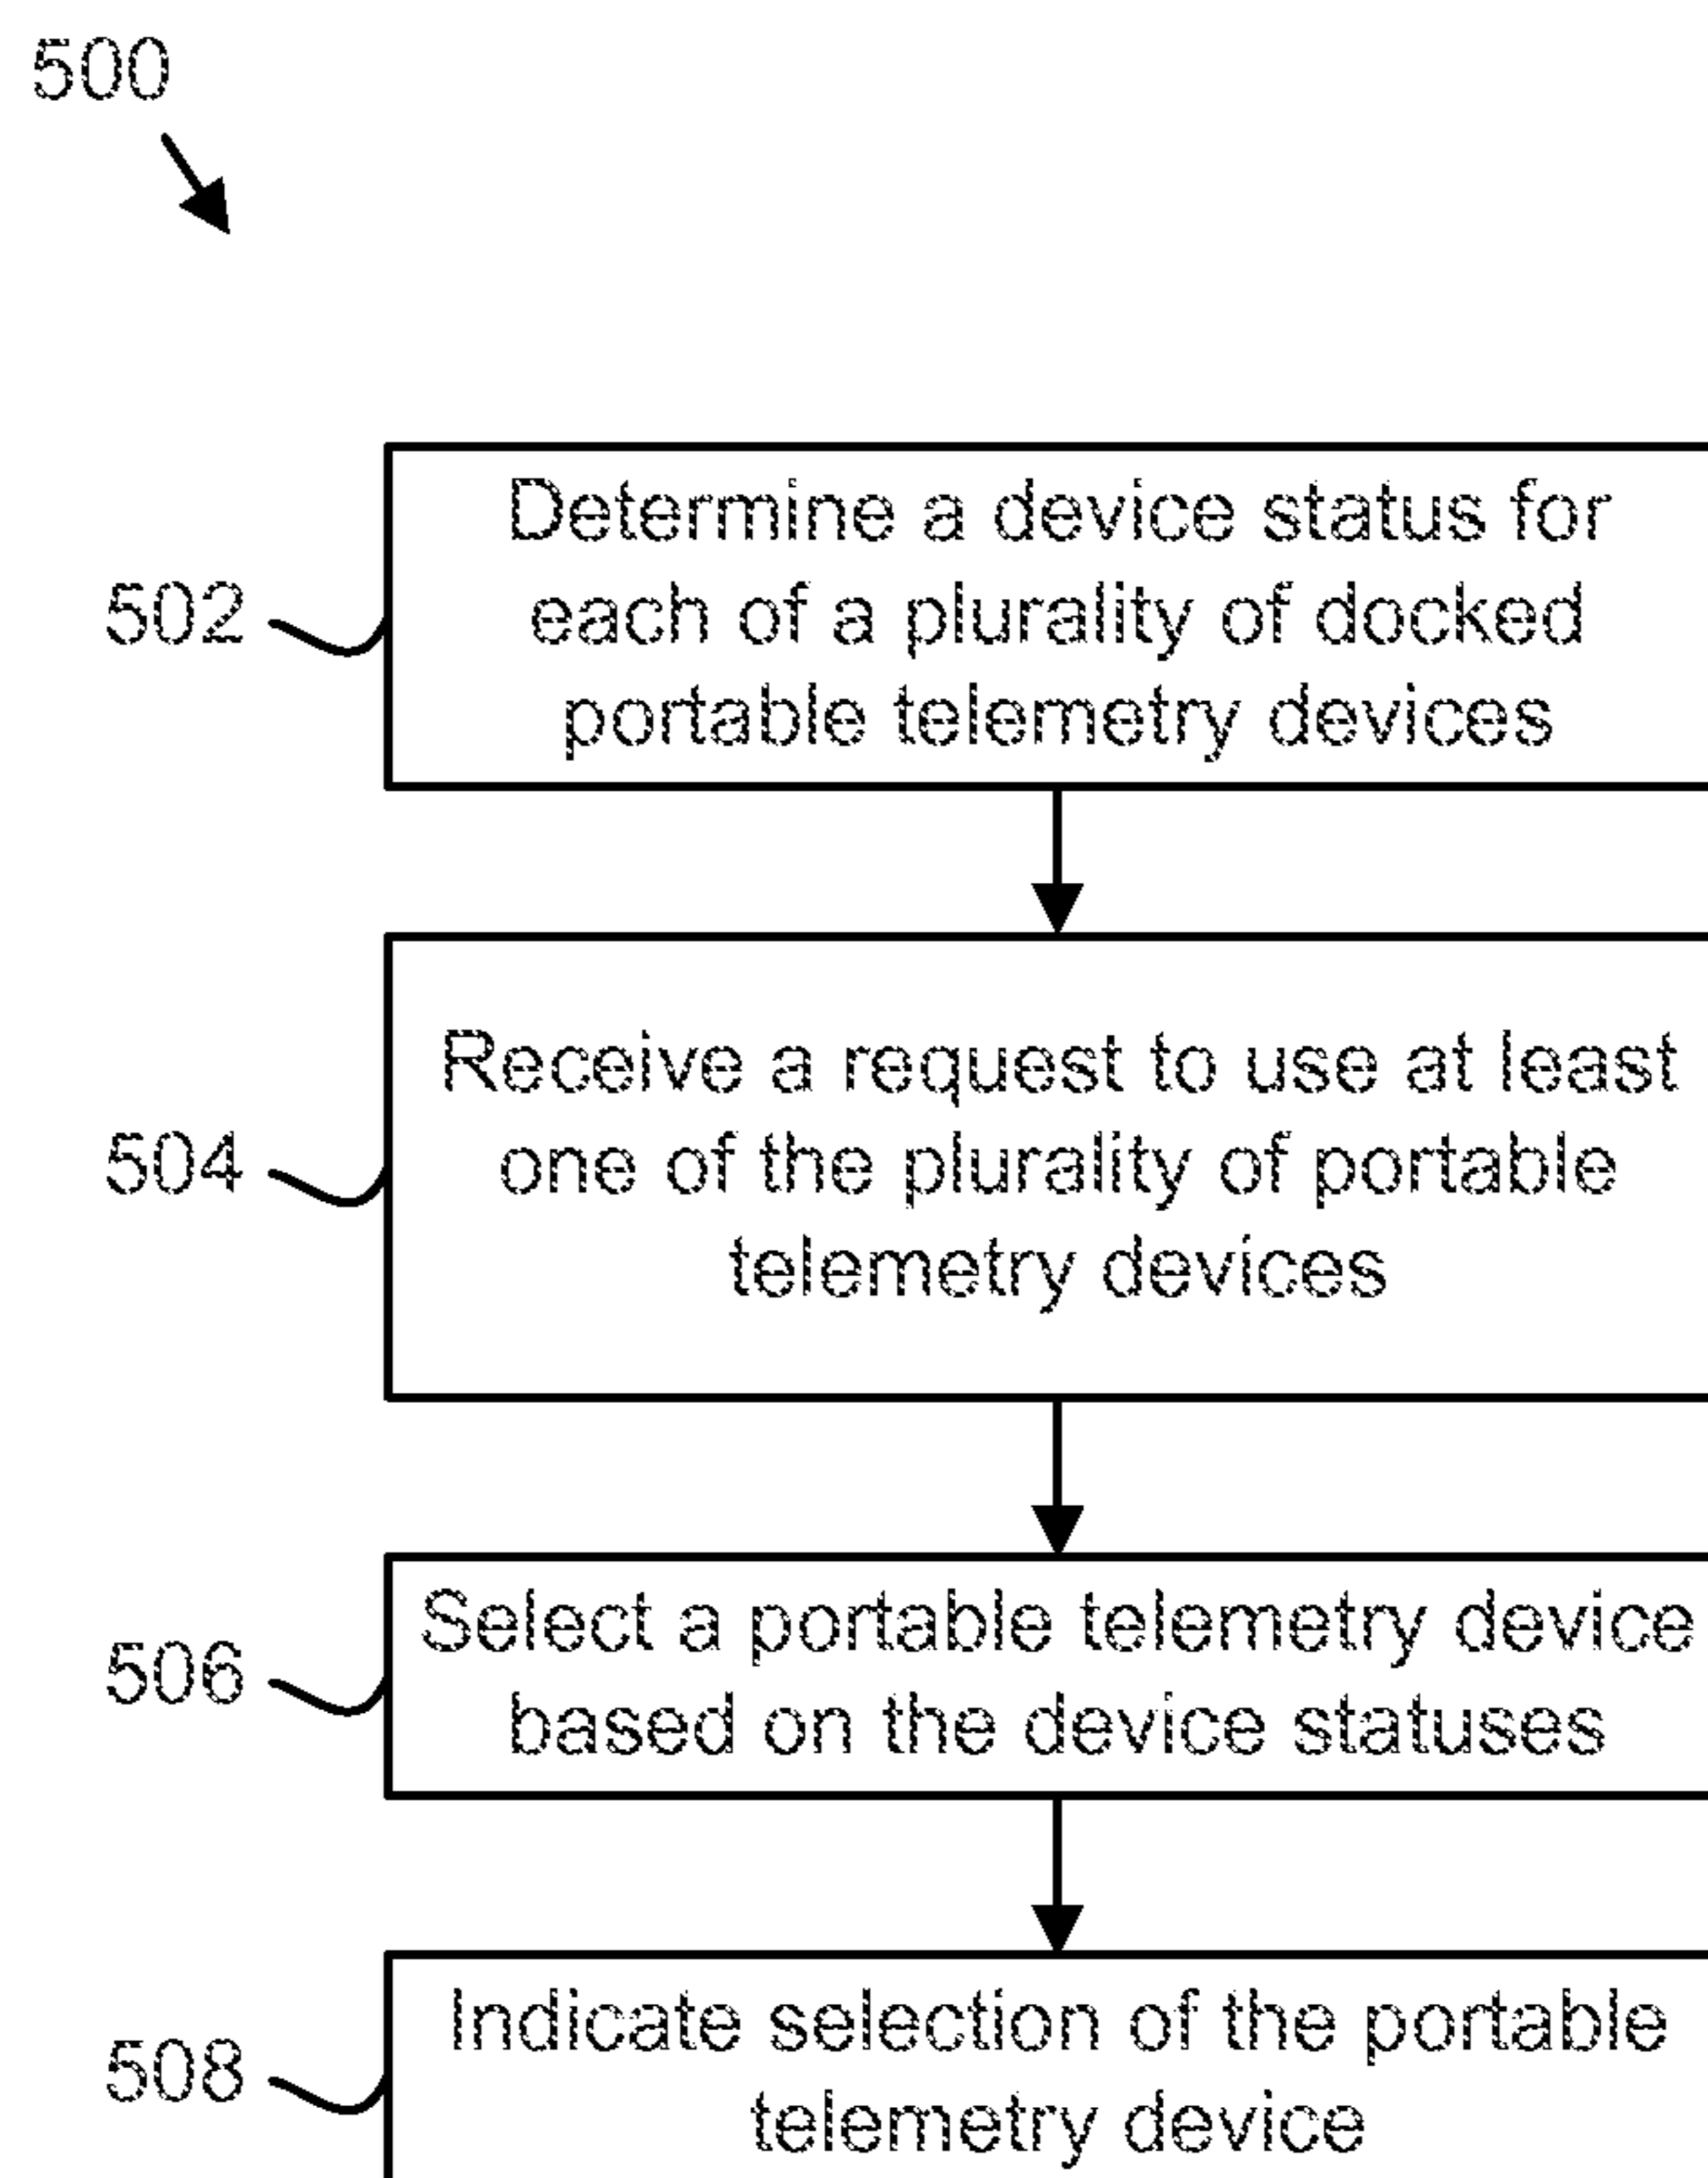 500
502
Determine a device status for
each of a plurality of docked
portable telemetry devices
504
Receive a request to use at least
one of the plurality of portable
telemetry devices
506
Select a portable telemetry device
based on the device statuses
508
Indicate selection of the portable
telemetry device